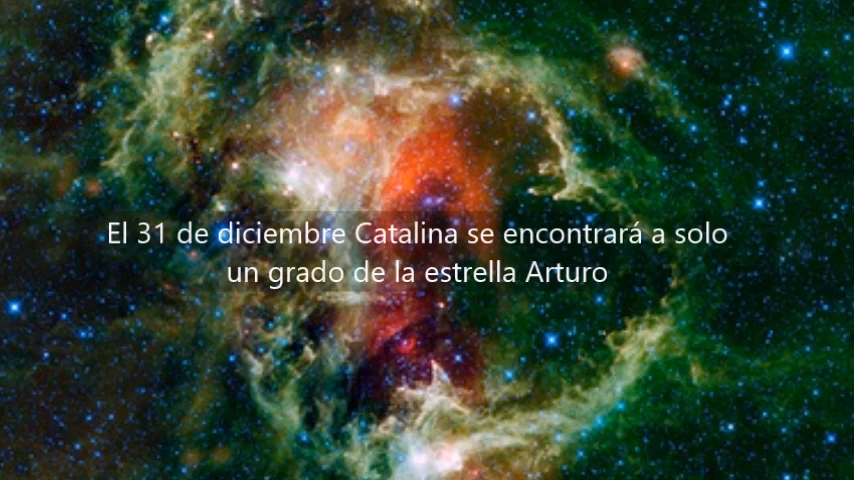 El 31 de diciembre Catalina se encontrará a solo
un grado de la estrella Arturo